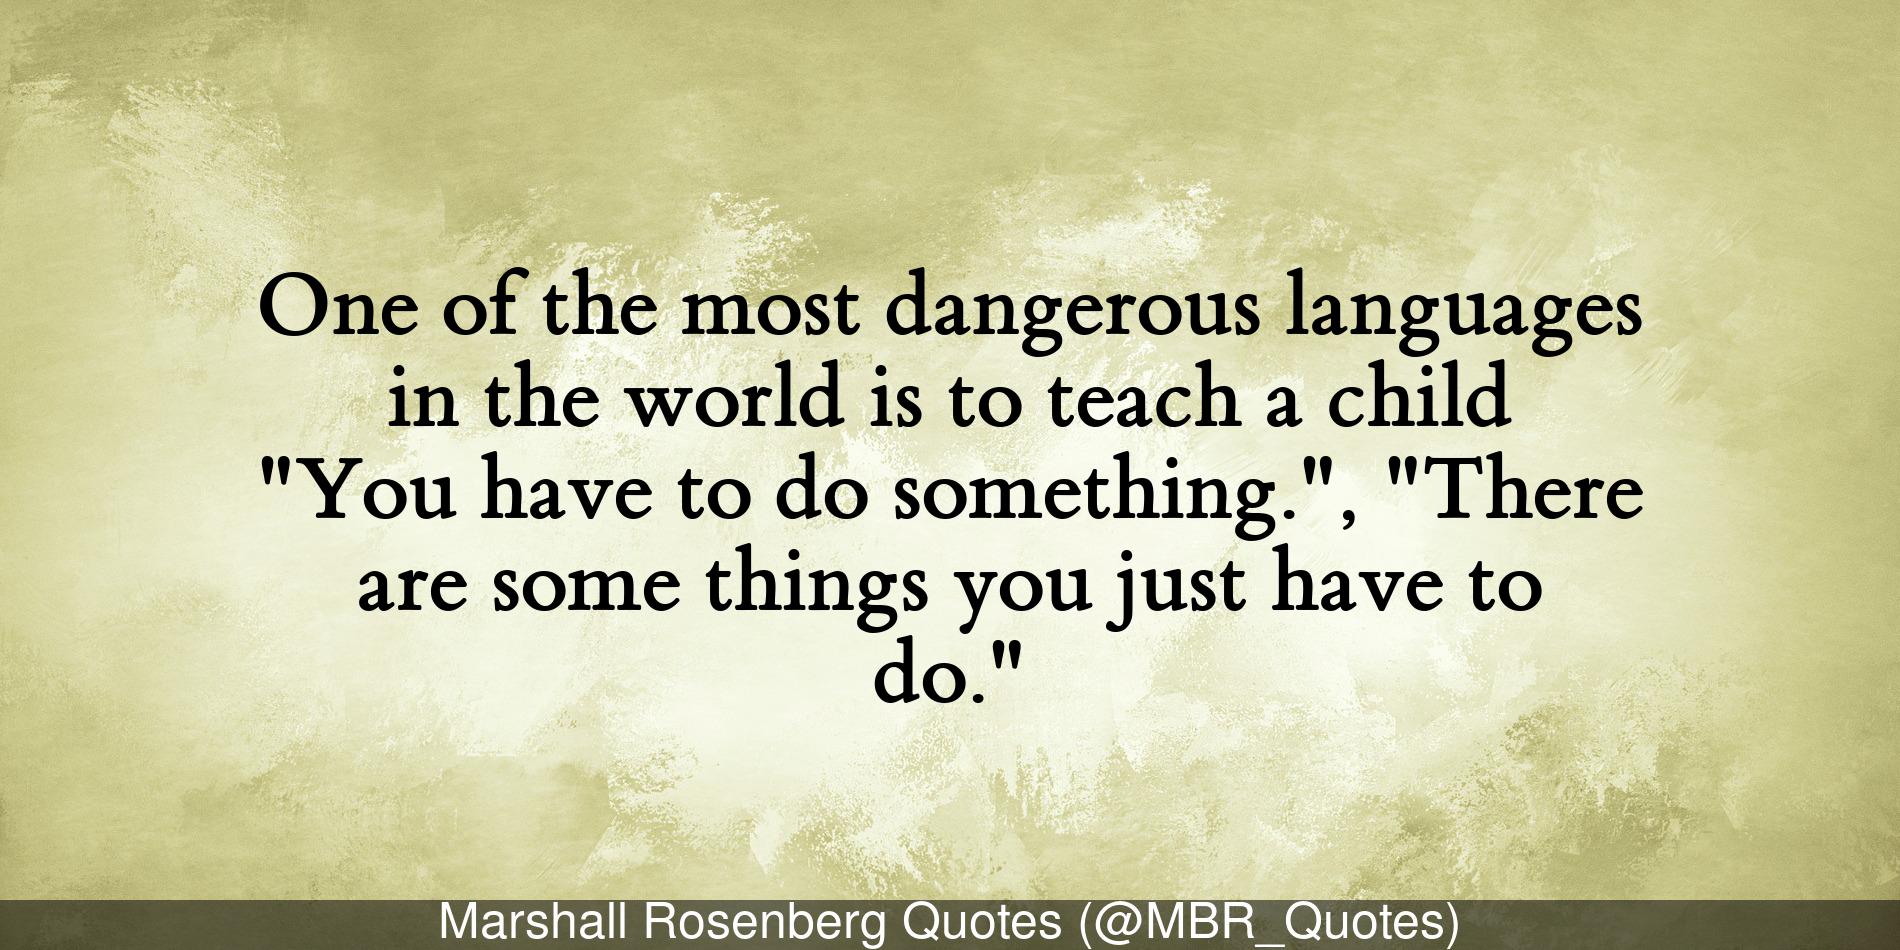 One of the most dangerous languages
in the world is to teach a child
"You have to do something.", "There
are some things you just have to
do."
Marshall Rosenberg Quotes (@MBR_Quotes)